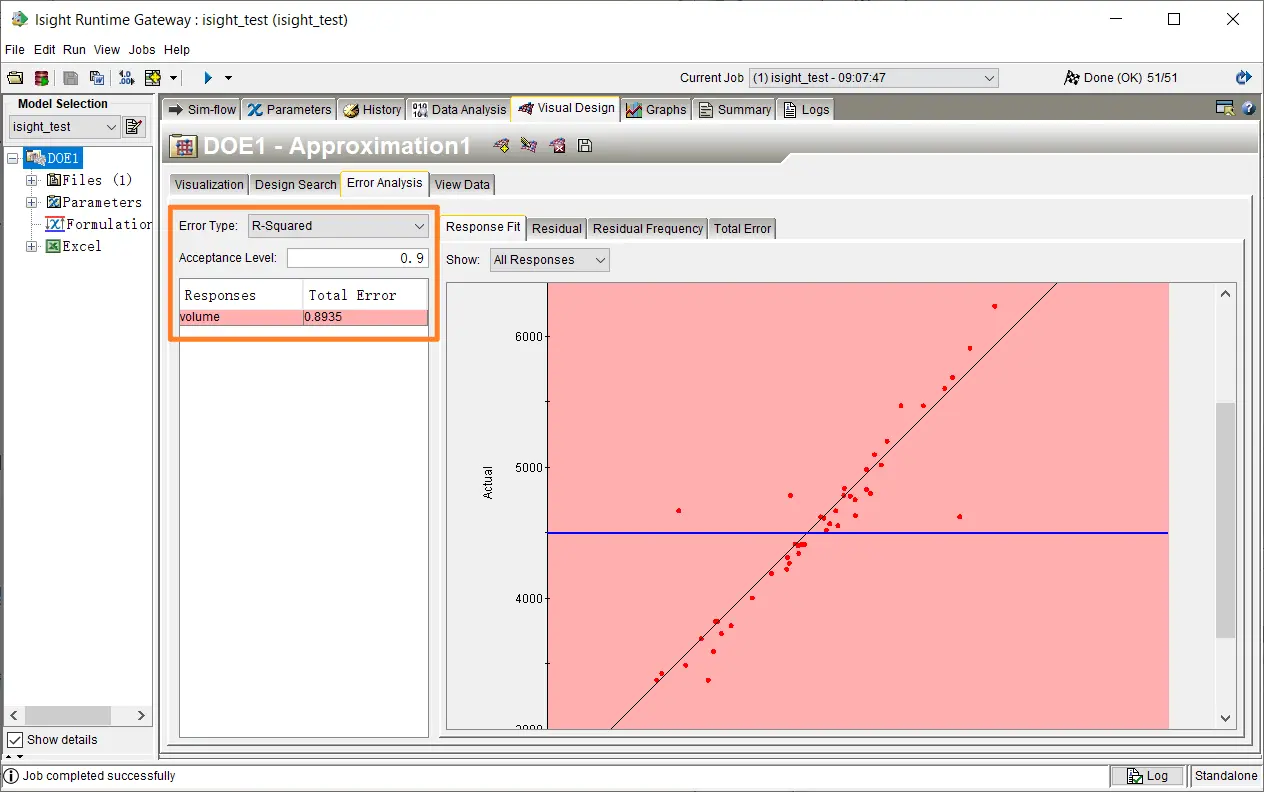 Isight Runtime Gateway : isight_test (isight_test)
File Edit Run View Jobs Help
Current Job (1) isight_test - 09:07:47 Done (OK) 51/51
Model Selection
isight_test
DOE1
Files (1)
Parameters
Formulation
Excel
Show details
Sim-flow Parameters History Data Analysis Visual Design Graphs Summary Logs
DOE1 - Approximation1
Visualization Design Search Error Analysis View Data
Error Type: R-Squared
Acceptance Level: 0.9
Responses Total Error
volume 0.8935
Response Fit Residual Residual Frequency Total Error
Show: All Responses
6000
5000
4000
3000
Actual
Job completed successfully
Log Standalone